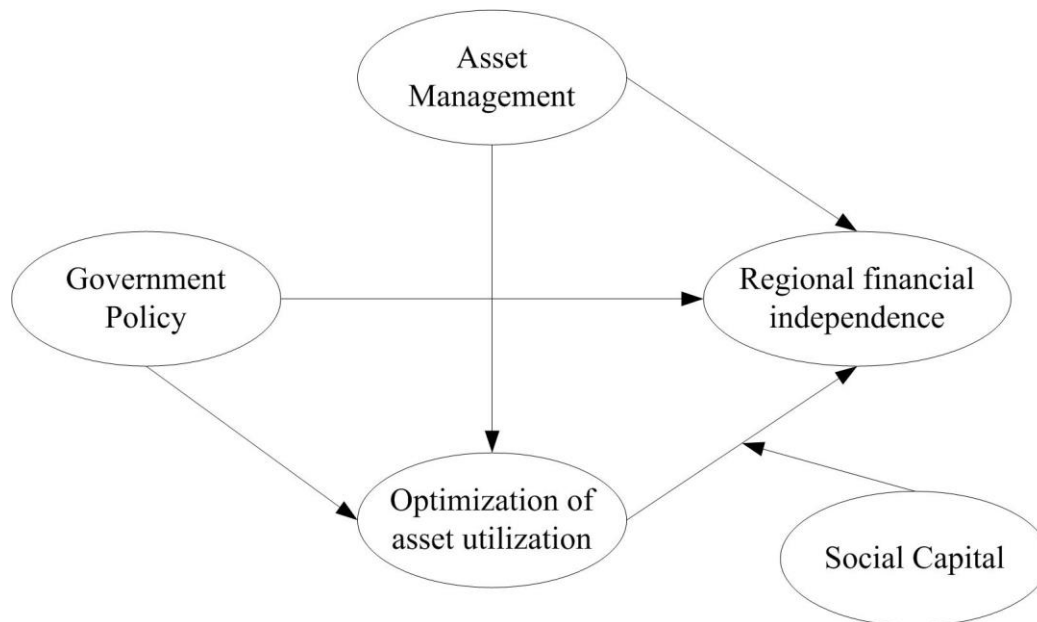 Asset
Management
Government
Policy
Regional financial
independence
Optimization of
asset utilization
Social Capital